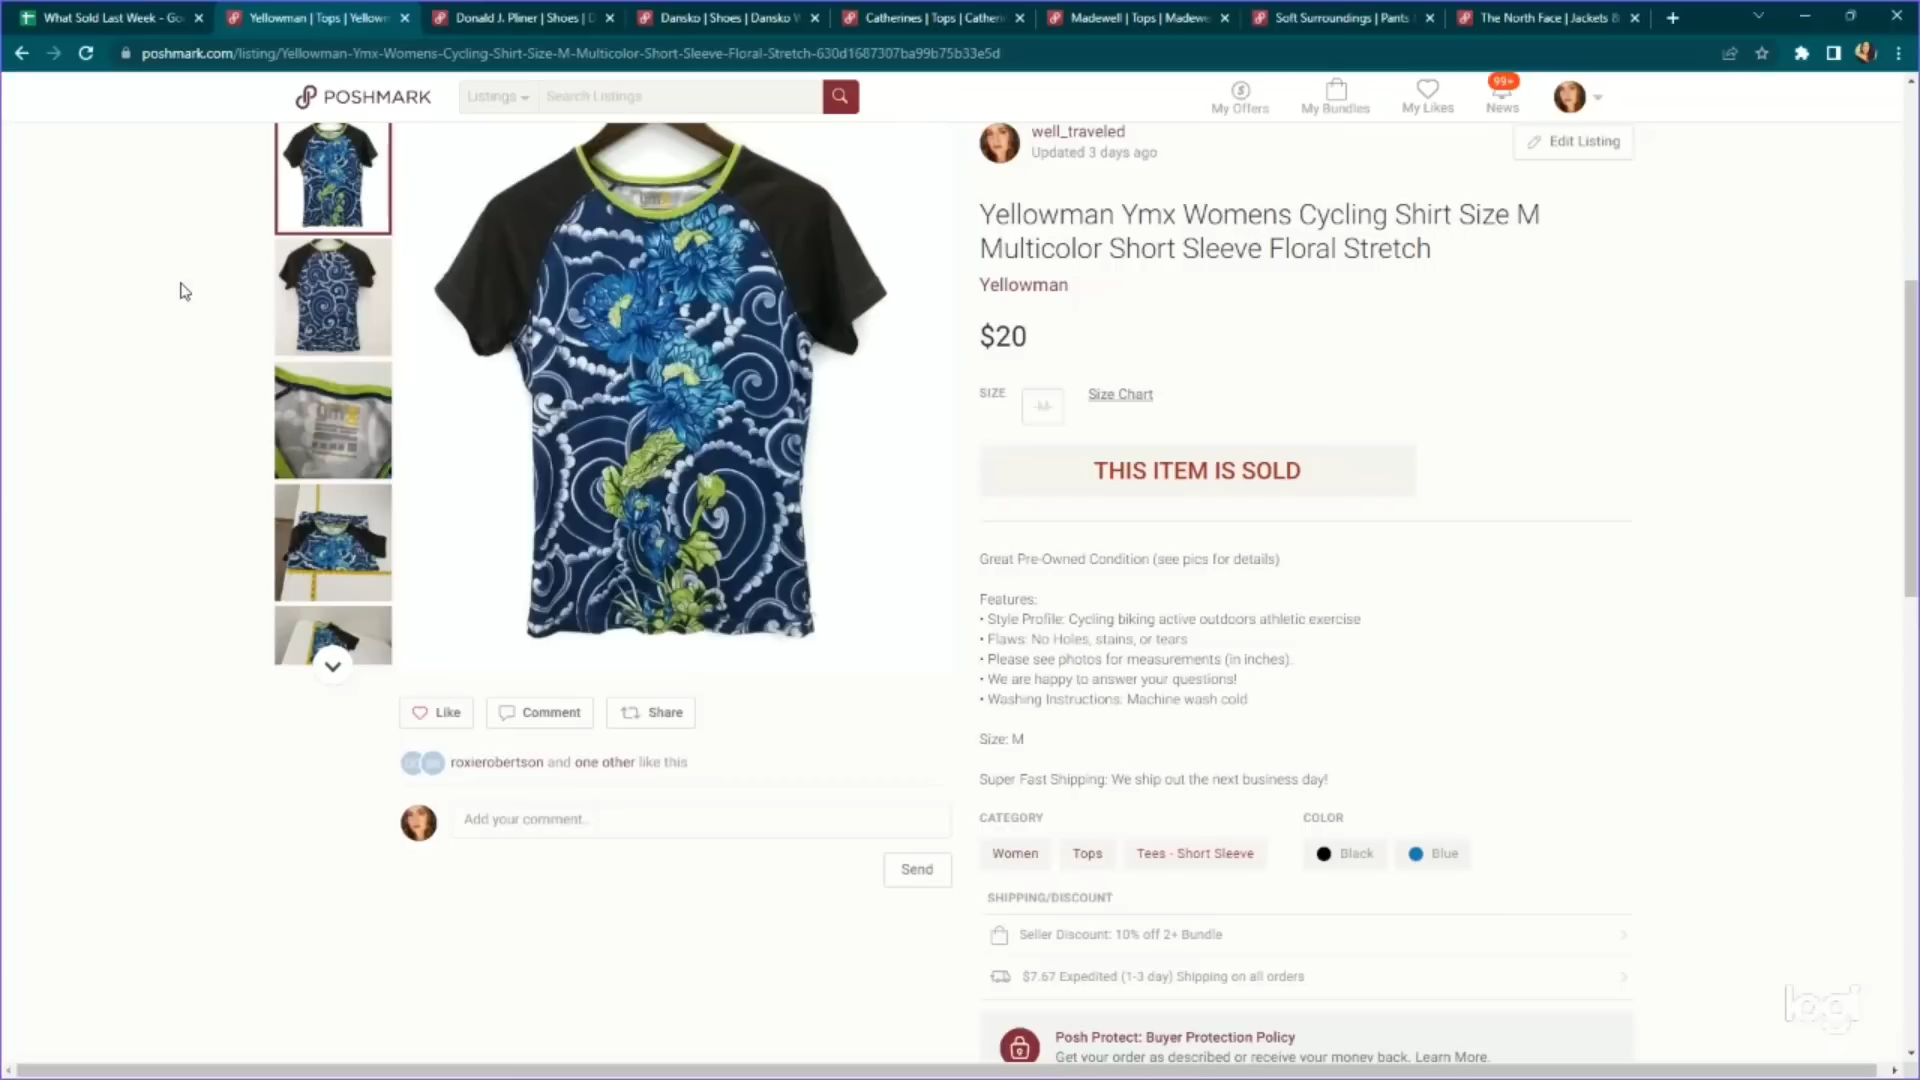 What Sold Last Week - Go
Yellowman | Tops | Yellow
Donald J. Pliner | Shoes | D
Dansko | Shoes | Dansko W
Catherines | Tops | Catheri
Madewell | Tops | Madewe
Soft Surroundings | Pants
The North Face | Jackets &
poshmark.com/listing/Yellowman-Ymx-Womens-Cycling-Shirt-Size-M-Multicolor-Short-Sleeve-Floral-Stretch-630d1687307ba99b75b33e5d
POSHMARK
Listings
Search Listings
My Offers
My Bundles
My Likes
99+
News
well_traveled
Updated 3 days ago
Edit Listing
Yellowman Ymx Womens Cycling Shirt Size M
Multicolor Short Sleeve Floral Stretch
Yellowman
$20
SIZE
M
Size Chart
THIS ITEM IS SOLD
Great Pre-Owned Condition (see pics for details)
Features:
• Style Profile: Cycling biking active outdoors athletic exercise
• Flaws: No Holes, stains, or tears
• Please see photos for measurements (in inches).
• We are happy to answer your questions!
• Washing Instructions: Machine wash cold
Size: M
Super Fast Shipping: We ship out the next business day!
CATEGORY
Women
Tops
Tees - Short Sleeve
COLOR
Black
Blue
SHIPPING/DISCOUNT
Seller Discount: 10% off 2+ Bundle
$7.67 Expedited (1-3 day) Shipping on all orders
Posh Protect: Buyer Protection Policy
Get your order as described or receive your money back. Learn More.
ymx
Like
Comment
Share
roxierobertson and one other like this
Add your comment..
Send
logi